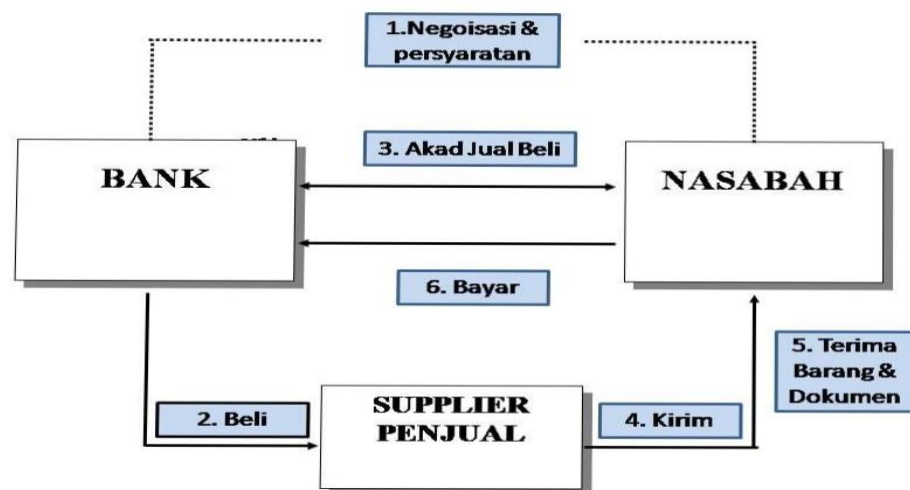 1.Negoisasi &
persyaratan
BANK
3. Akad Jual Beli
NASABAH
6. Bayar
5. Terima
Barang &
Dokumen
2. Beli
SUPPLIER
PENJUAL
4. Kirim